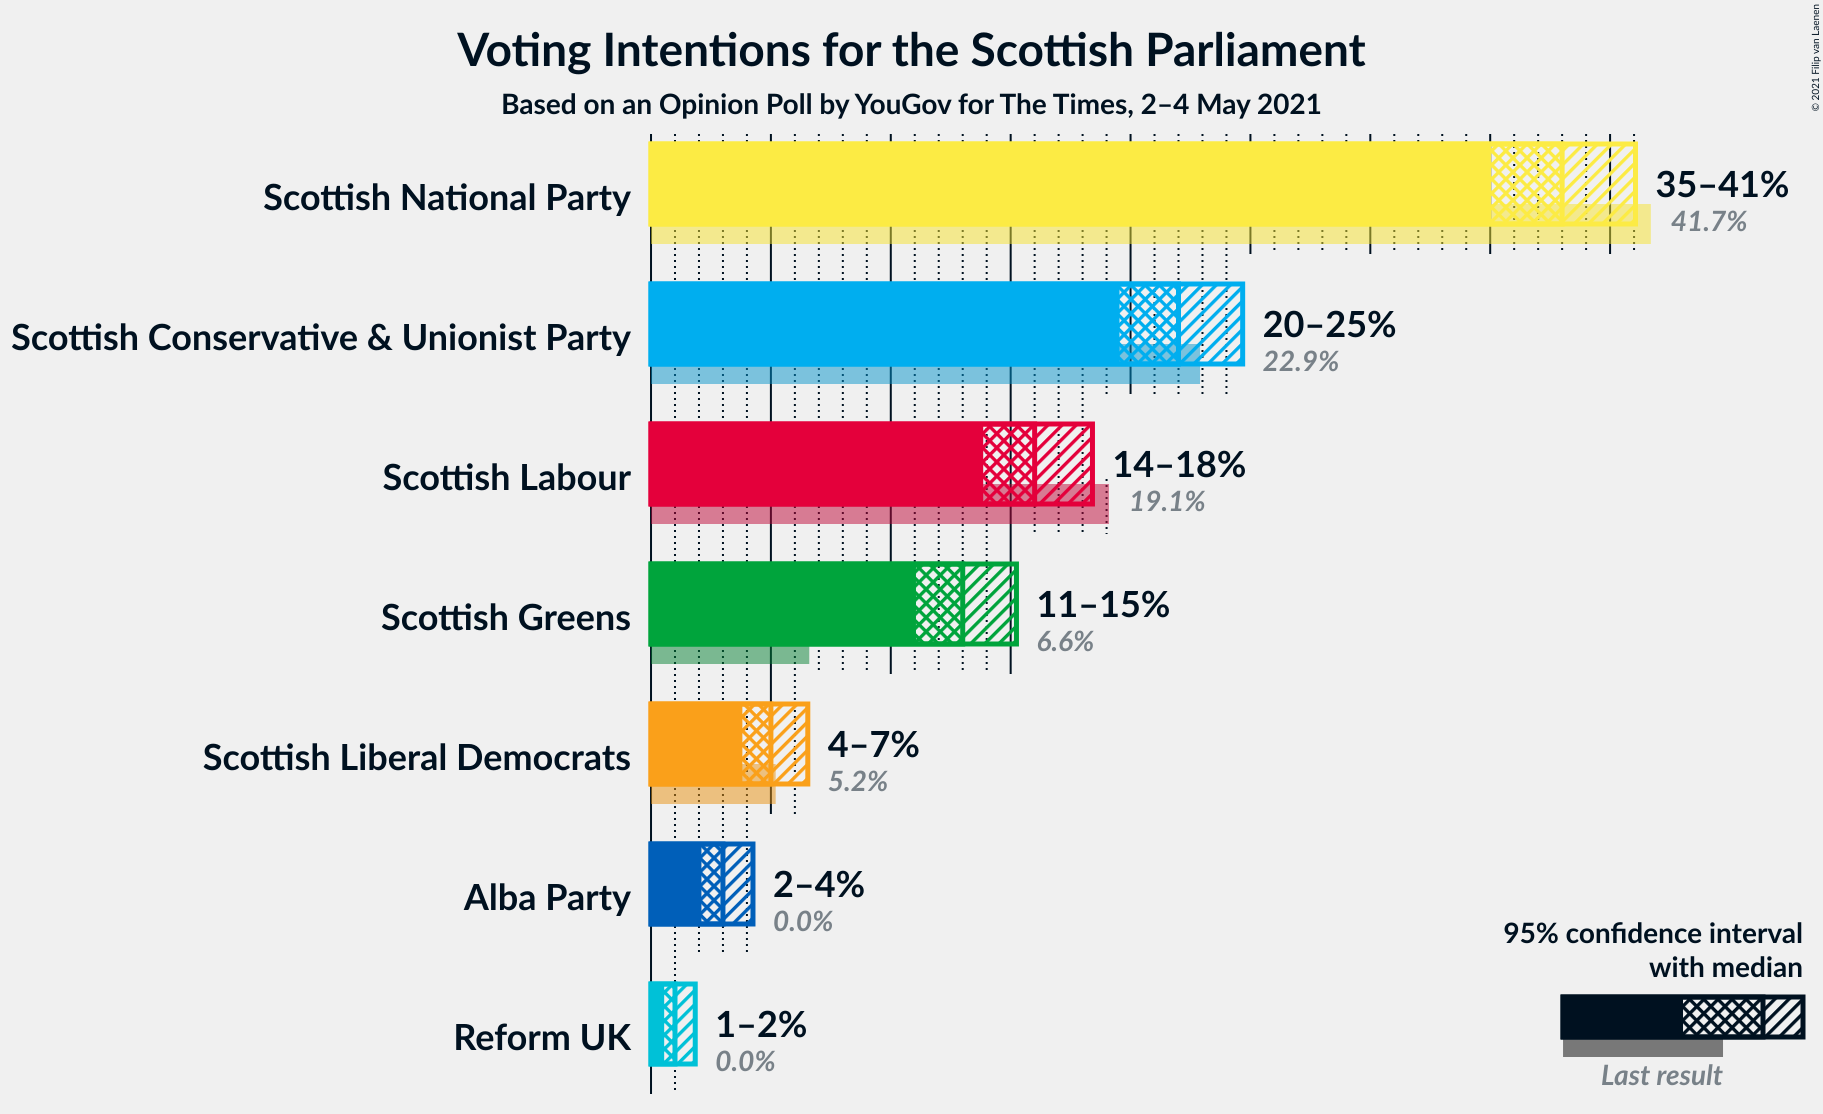 Voting Intentions for the Scottish Parliament
Based on an Opinion Poll by YouGov for The Times, 2–4 May 2021
© 2021 Filip van Laenen
Scottish National Party
35–41%
41.7%
Scottish Conservative & Unionist Party
20–25%
22.9%
Scottish Labour
14–18%
19.1%
Scottish Greens
11–15%
6.6%
Scottish Liberal Democrats
4–7%
5.2%
Alba Party
2–4%
0.0%
Reform UK
1–2%
0.0%
95% confidence interval
with median
Last result